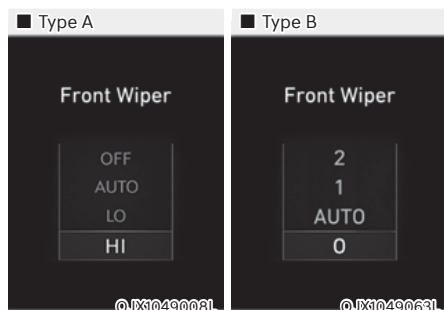 ■ Type A
Front Wiper
OFF
AUTO
LO
HI
OJX1049008L
■ Type B
Front Wiper
2
1
AUTO
0
OJX1049063L